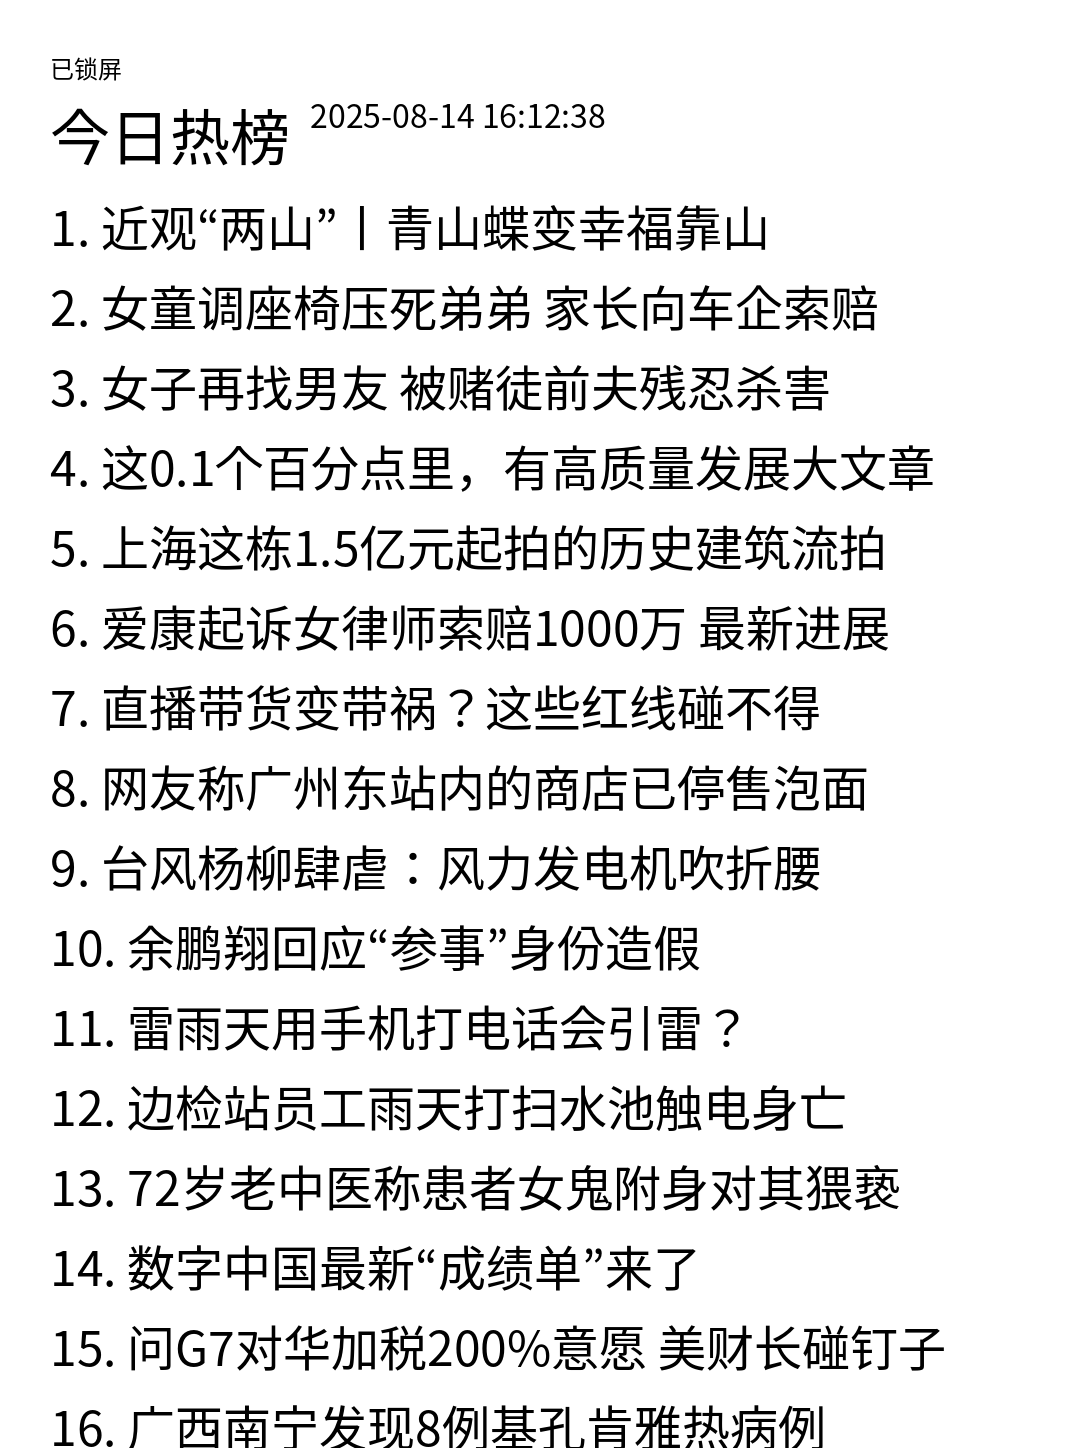 已锁屏
今日热榜 2025-08-14 16:12:38
1. 近观“两山”丨青山蝶变幸福靠山
2. 女童调座椅压死弟弟 家长向车企索赔
3. 女子再找男友 被赌徒前夫残忍杀害
4. 这0.1个百分点里，有高质量发展大文章
5. 上海这栋1.5亿元起拍的历史建筑流拍
6. 爱康起诉女律师索赔1000万 最新进展
7. 直播带货变带祸？这些红线碰不得
8. 网友称广州东站内的商店已停售泡面
9. 台风杨柳肆虐：风力发电机吹折腰
10. 余鹏翔回应“参事”身份造假
11. 雷雨天用手机打电话会引雷？
12. 边检站员工雨天打扫水池触电身亡
13. 72岁老中医称患者女鬼附身对其猥亵
14. 数字中国最新“成绩单”来了
15. 问G7对华加税200%意愿 美财长碰钉子
16. 广西南宁发现8例基孔肯雅热病例